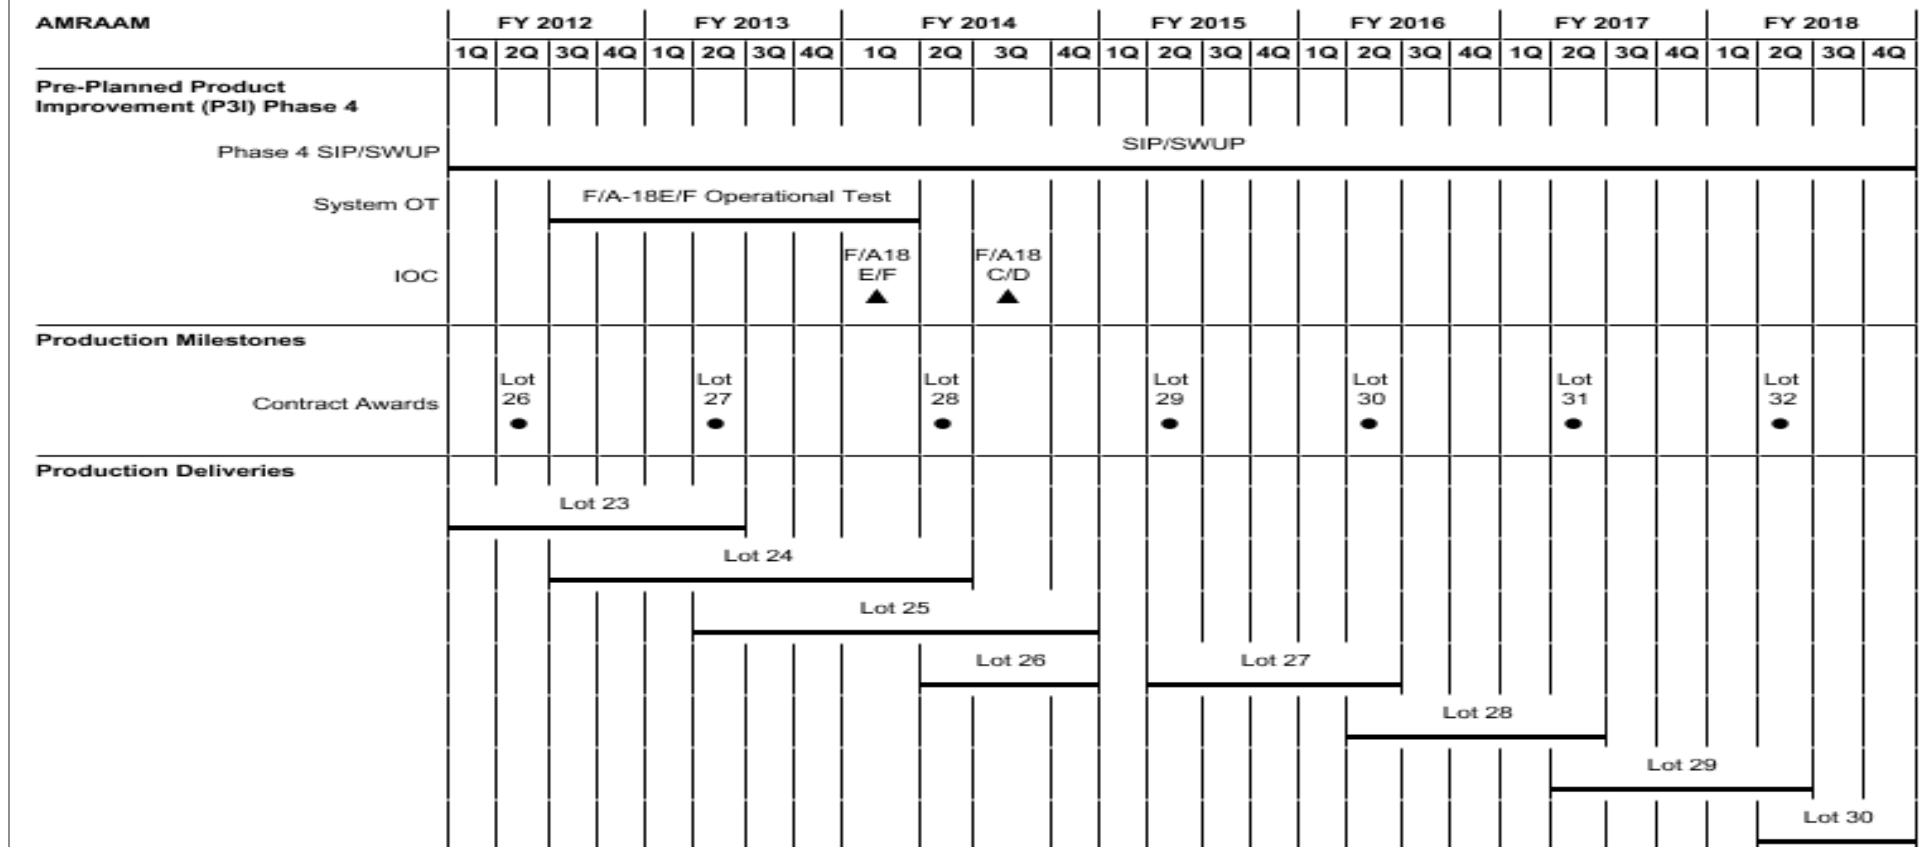 AMRAAM FY 2012 FY 2013 FY 2014 FY 2015 FY 2016 FY 2017 FY 2018
1Q 2Q 3Q 4Q 1Q 2Q 3Q 4Q 1Q 2Q 3Q 4Q 1Q 2Q 3Q 4Q 1Q 2Q 3Q 4Q 1Q 2Q 3Q 4Q 1Q 2Q 3Q 4Q
Pre-Planned Product
Improvement (P3I) Phase 4
Phase 4 SIP/SWUP SIP/SWUP
System OT F/A-18E/F Operational Test
F/A18 F/A18
E/F C/D
IOC
Production Milestones
Lot Lot Lot Lot Lot Lot Lot
26 27 28 29 30 31 32
Contract Awards
Production Deliveries
Lot 23
Lot 24
Lot 25
Lot 26 Lot 27
Lot 28
Lot 29
Lot 30